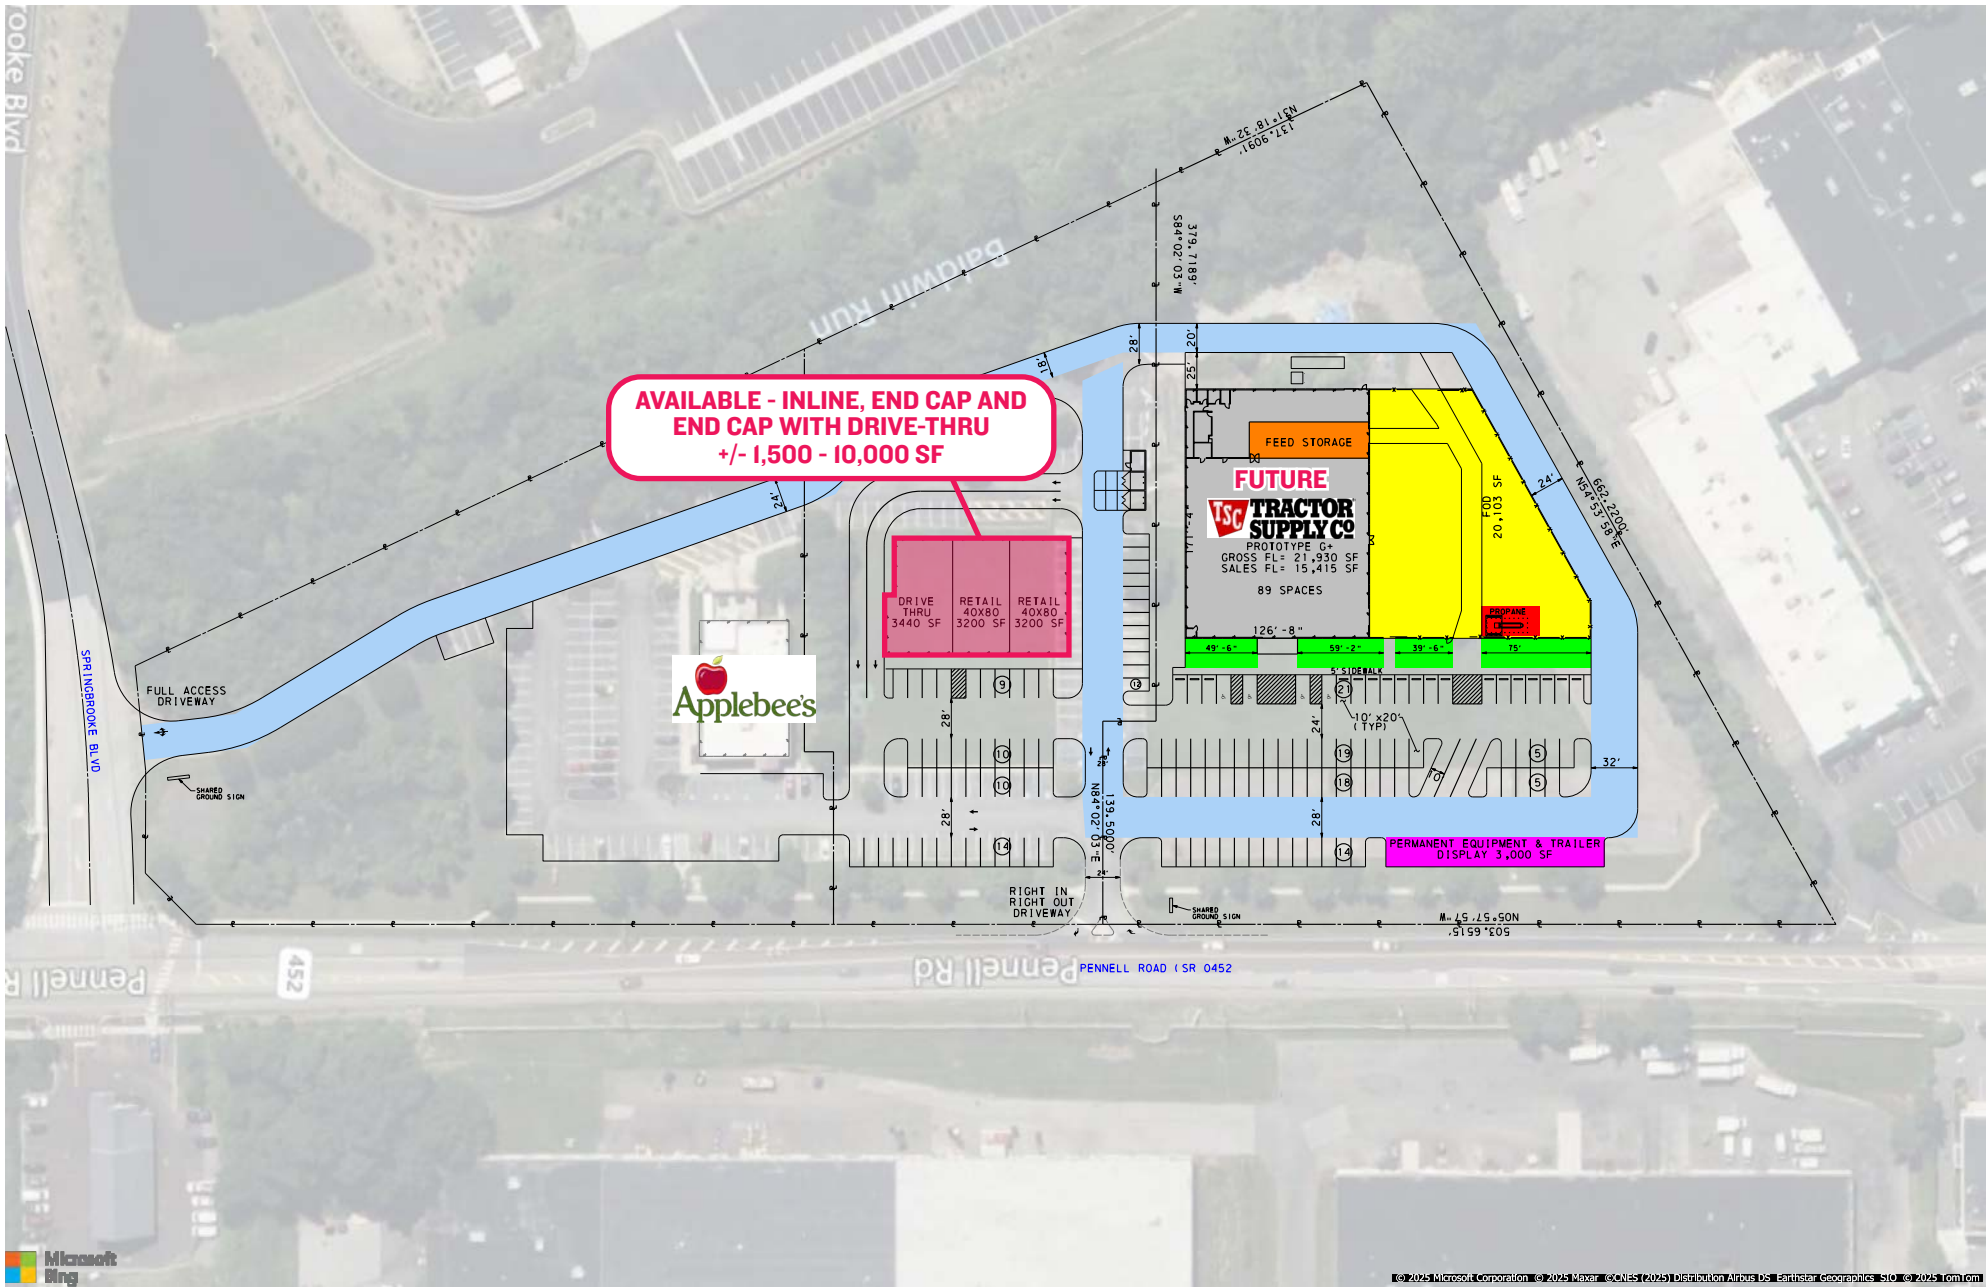 rooke Blvd
N31°18'32"W
137.9091'
379.7189'
S84°02'03"W
Baldwin Run
28'
20'
18'
25'
AVAILABLE - INLINE, END CAP AND
END CAP WITH DRIVE-THRU
+/- 1,500 - 10,000 SF
FEED STORAGE
FUTURE
TSC TRACTOR
SUPPLY CO
PROTOTYPE G+
GROSS FL= 21,930 SF
SALES FL= 15,415 SF
89 SPACES
126'-8"
171'-4"
FOD
20,103 SF
24'
662.2200'
N54°53'58"E
24'
DRIVE
THRU
3440 SF
RETAIL
40X80
3200 SF
RETAIL
40X80
3200 SF
PROPANE
49'-6"
59'-2"
39'-6"
75'
5' SIDEWALK
SPRINGBROOKE BLVD
FULL ACCESS
DRIVEWAY
Applebee's
9
12
21
28'
24'
10'x20'
(TYP)
10
19
5
28'
32'
10
18
10'
5
SHARED
GROUND SIGN
139.5000'
N84°02'03"E
28'
28'
14
14
PERMANENT EQUIPMENT & TRAILER
DISPLAY 3,000 SF
24'
RIGHT IN
RIGHT OUT
DRIVEWAY
SHARED
GROUND SIGN
N05°57'57"W
503.6515'
Pennell R
452
Pennell Rd
PENNELL ROAD (SR 0452
Microsoft
Bing
© 2025 Microsoft Corporation © 2025 Maxar ©CNES (2025) Distribution Airbus DS Earthstar Geographics SIO © 2025 TomTom